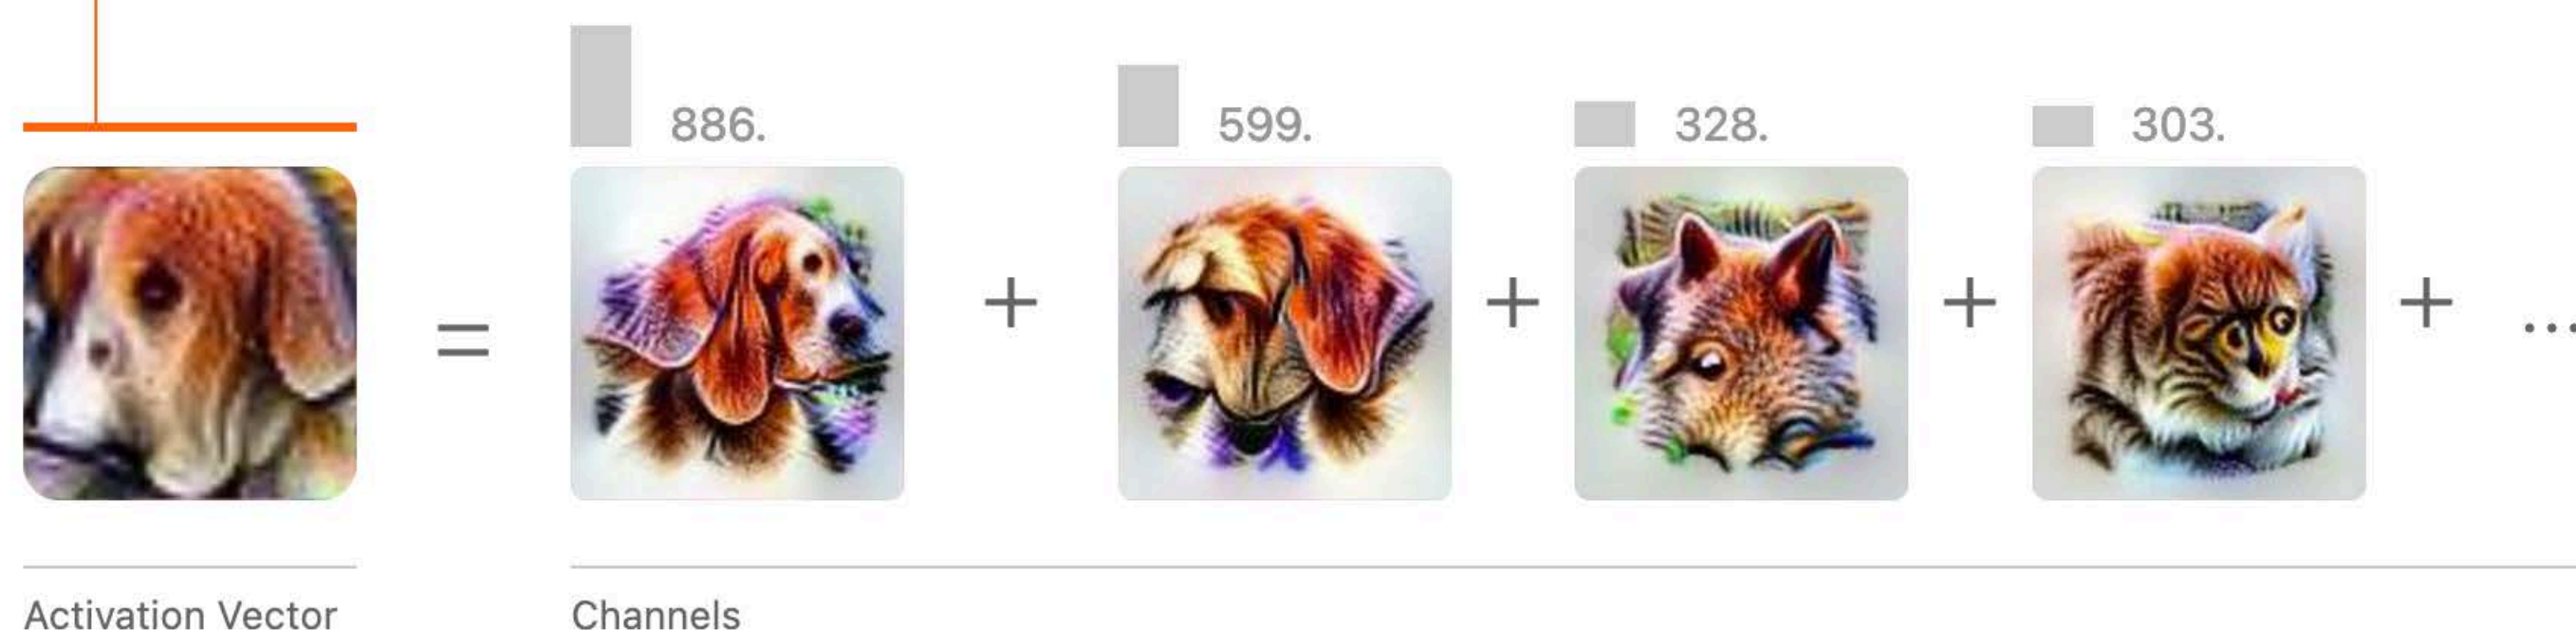 886. 599. 328. 303.
= + + + + ...
Activation Vector Channels